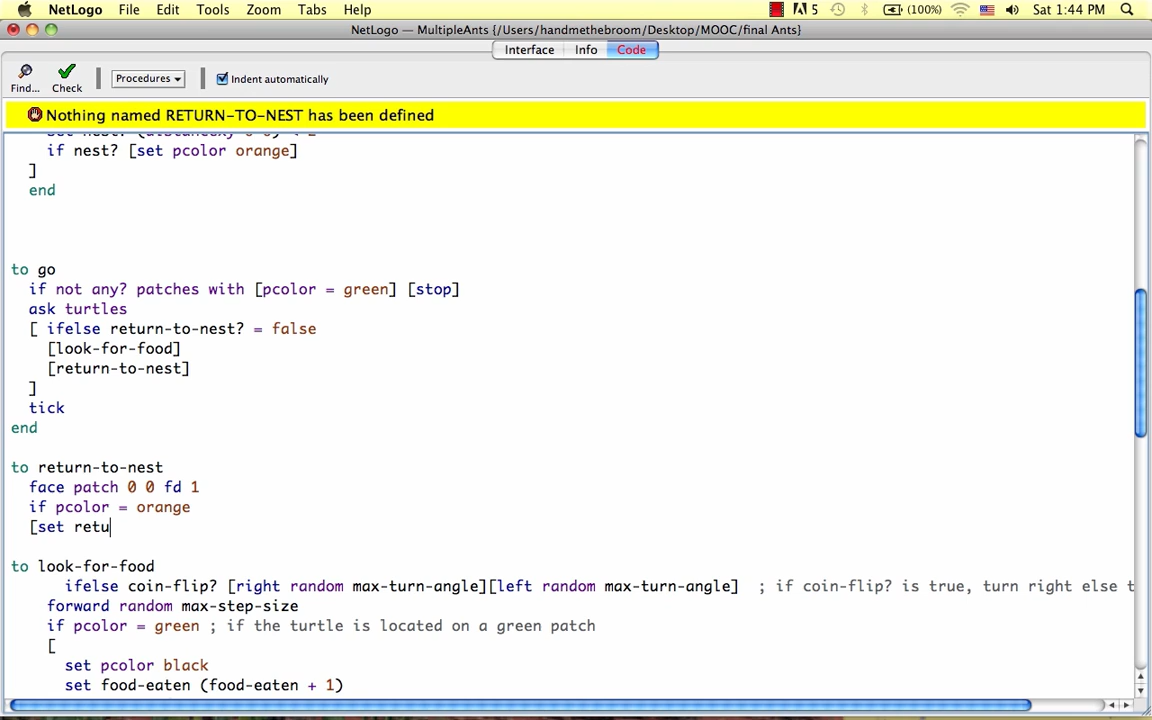 NetLogo File Edit Tools Zoom Tabs Help 5 (100%) Sat 1:44 PM
NetLogo — MultipleAnts {/Users/handmethebroom/Desktop/MOOC/final Ants}
Interface Info Code
Find... Check Procedures Indent automatically
Nothing named RETURN-TO-NEST has been defined
if nest? [set pcolor orange]
]
end
to go
if not any? patches with [pcolor = green] [stop]
ask turtles
[ ifelse return-to-nest? = false
[look-for-food]
[return-to-nest]
]
tick
end
to return-to-nest
face patch 0 0 fd 1
if pcolor = orange
[set retu
to look-for-food
ifelse coin-flip? [right random max-turn-angle][left random max-turn-angle] ; if coin-flip? is true, turn right else t
forward random max-step-size
if pcolor = green ; if the turtle is located on a green patch
[
set pcolor black
set food-eaten (food-eaten + 1)